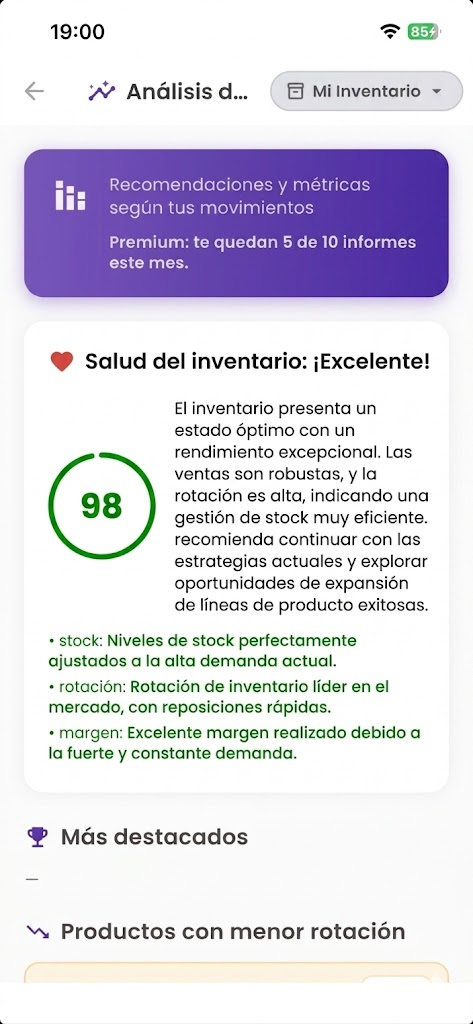 19:00
85
Análisis d...
Mi Inventario
Recomendaciones y métricas
según tus movimientos
Premium: te quedan 5 de 10 informes
este mes.
Salud del inventario: ¡Excelente!
98
El inventario presenta un
estado óptimo con un
rendimiento excepcional. Las
ventas son robustas, y la
rotación es alta, indicando una
gestión de stock muy eficiente.
recomienda continuar con las
estrategias actuales y explorar
oportunidades de expansión
de líneas de producto exitosas.
• stock: Niveles de stock perfectamente
ajustados a la alta demanda actual.
• rotación: Rotación de inventario líder en el
mercado, con reposiciones rápidas.
• margen: Excelente margen realizado debido a
la fuerte y constante demanda.
Más destacados
—
Productos con menor rotación